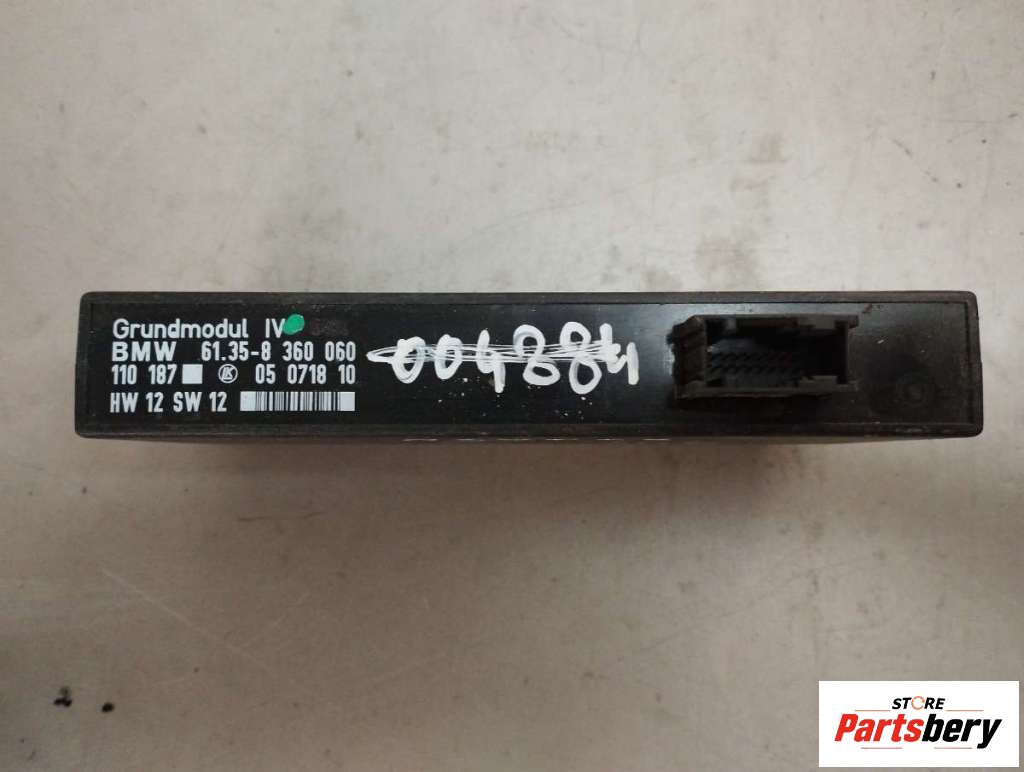 Grundmodul IV
BMW 61.35-8 360 060
110 187 LK 05 0718 10
HW 12 SW 12
004884
STORE
Partsbery